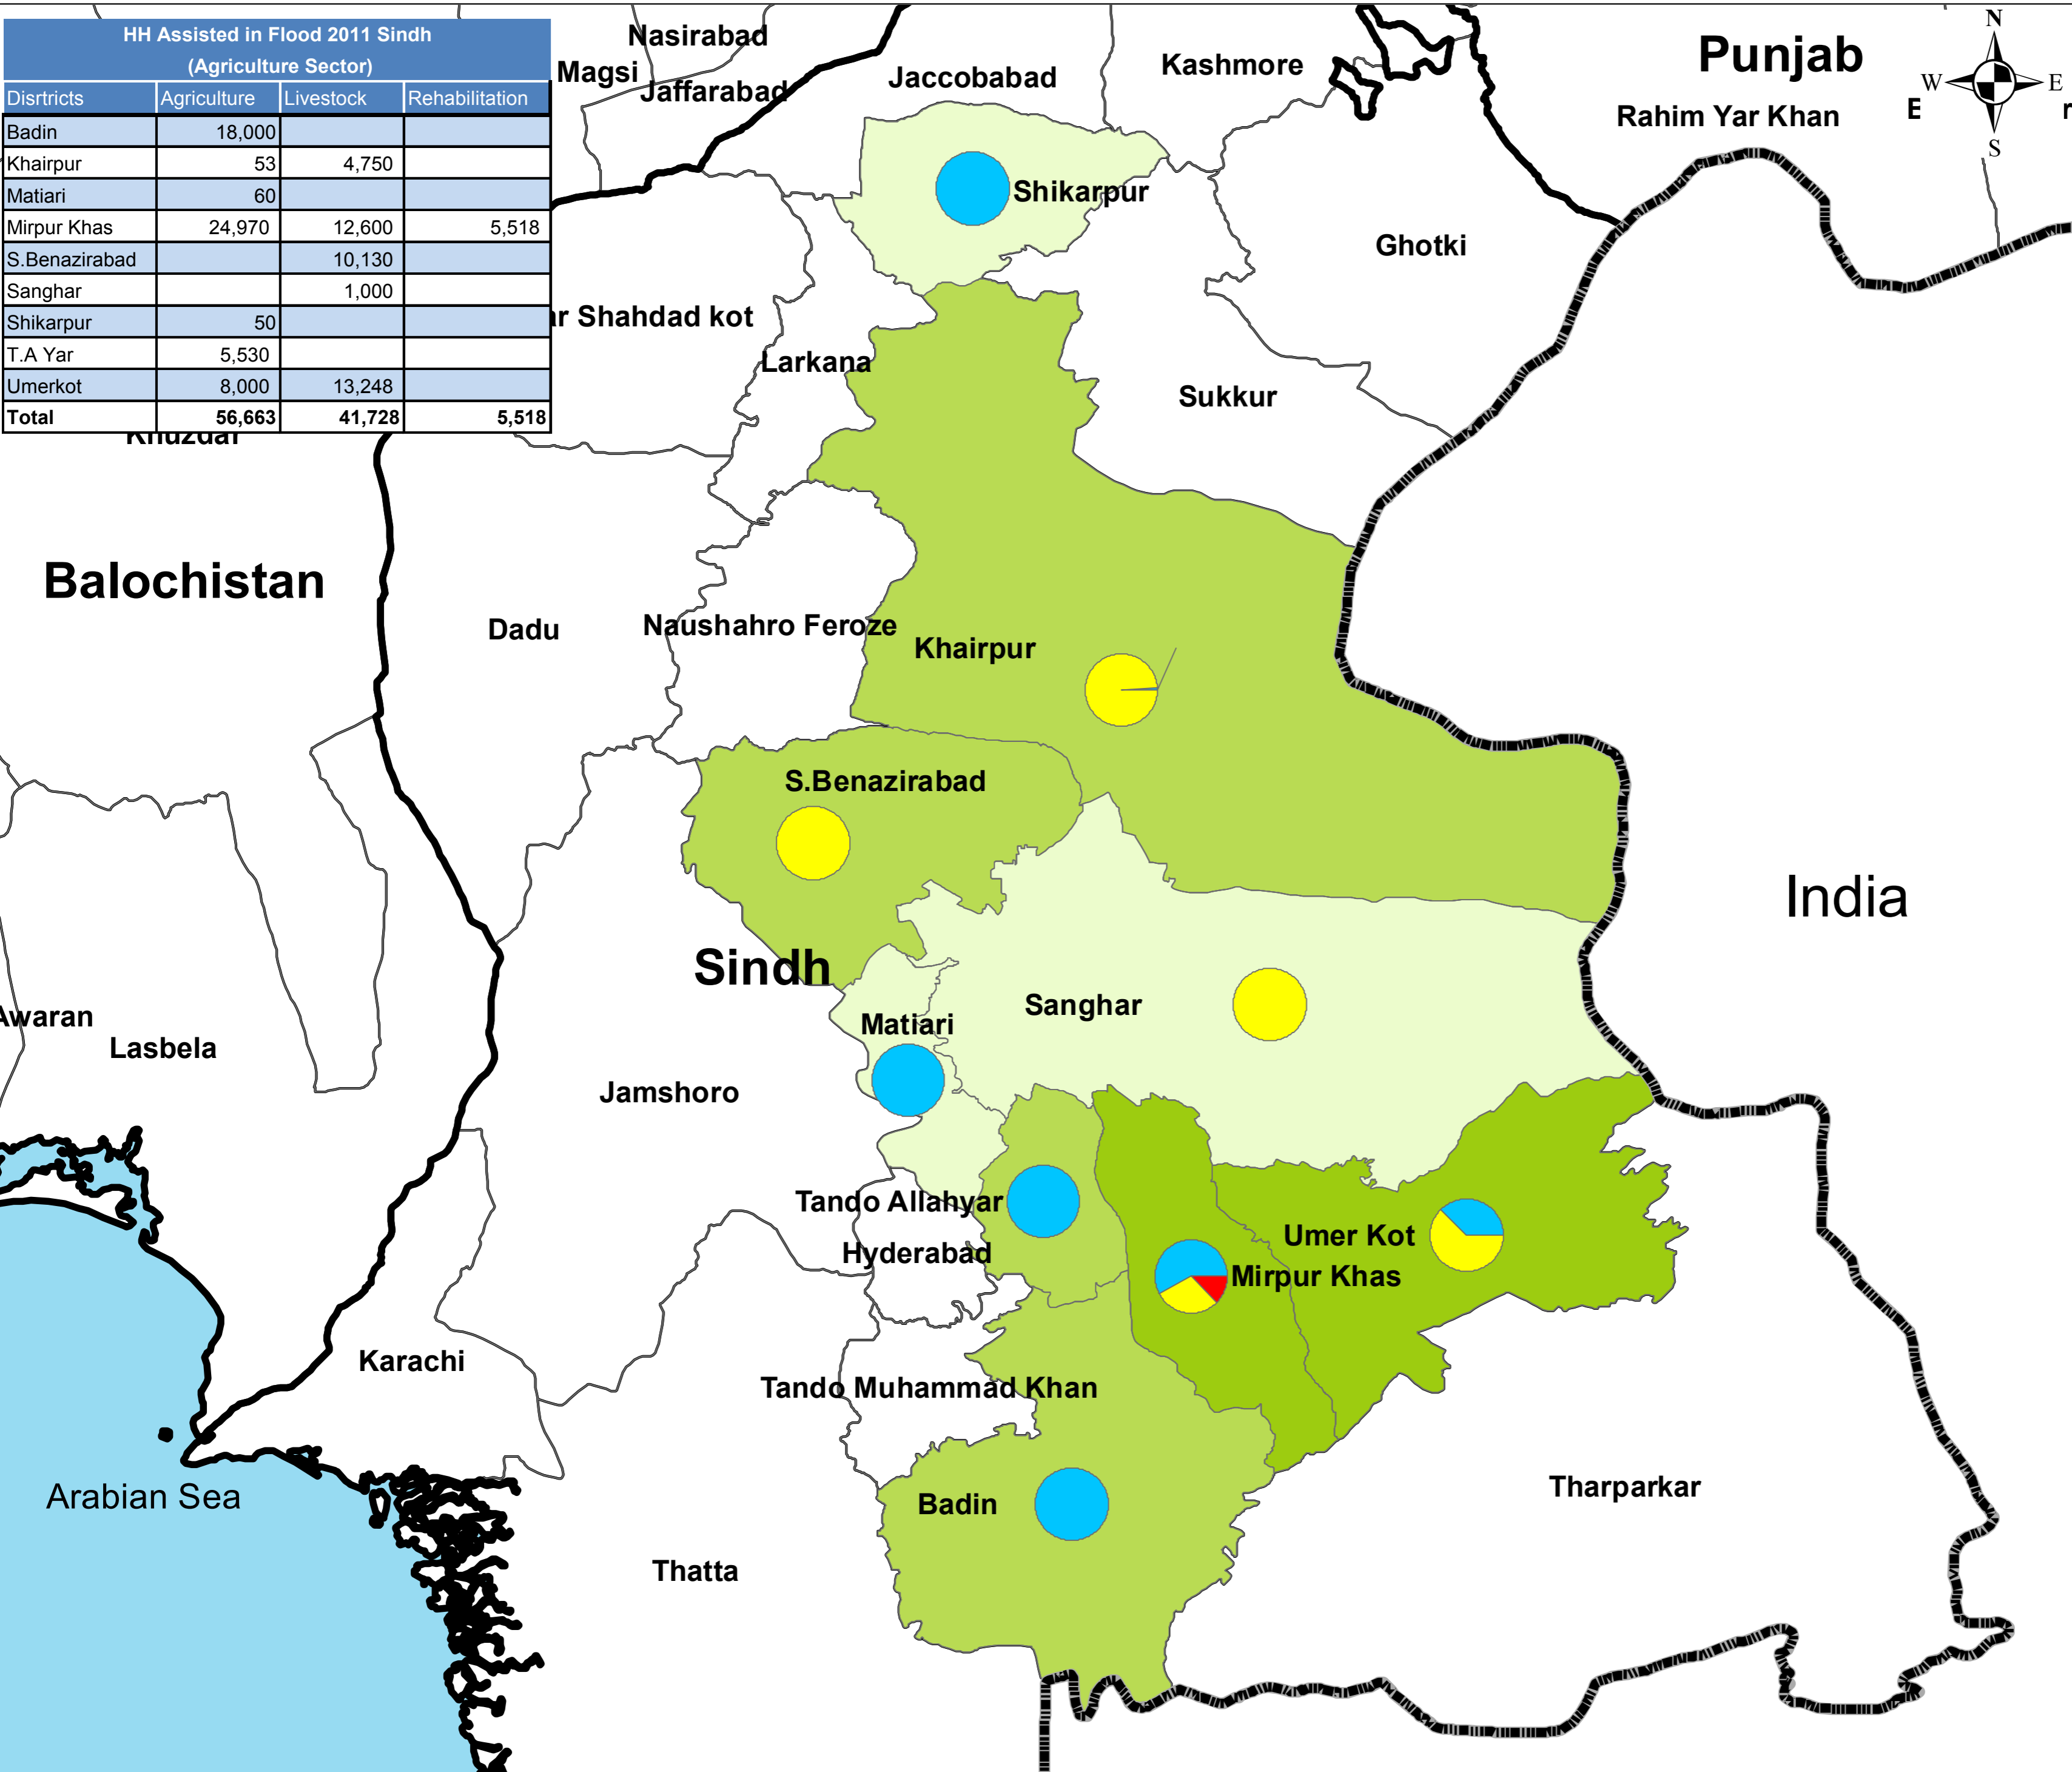 HH Assisted in Flood 2011 Sindh
(Agriculture Sector)
Disrtricts Agriculture Livestock Rehabilitation
Badin 18,000
Khairpur 53 4,750
Matiari 60
Mirpur Khas 24,970 12,600 5,518
S.Benazirabad 10,130
Sanghar 1,000
Shikarpur 50
T.A Yar 5,530
Umerkot 8,000 13,248
Total 56,663 41,728 5,518
Nasirabad
Magsi
Jaffarabad
Jaccobabad
Kashmore
Punjab
Rahim Yar Khan
N
W
E
S
E
r
Shikarpur
Ghotki
ar Shahdad kot
Larkana
Sukkur
Khuzdar
Balochistan
Dadu
Naushahro Feroze
Khairpur
S.Benazirabad
India
Sindh
Sanghar
Matiari
Awaran
Lasbela
Jamshoro
Tando Allahyar
Hyderabad
Umer Kot
Mirpur Khas
Karachi
Tando Muhammad Khan
Arabian Sea
Badin
Tharparkar
Thatta